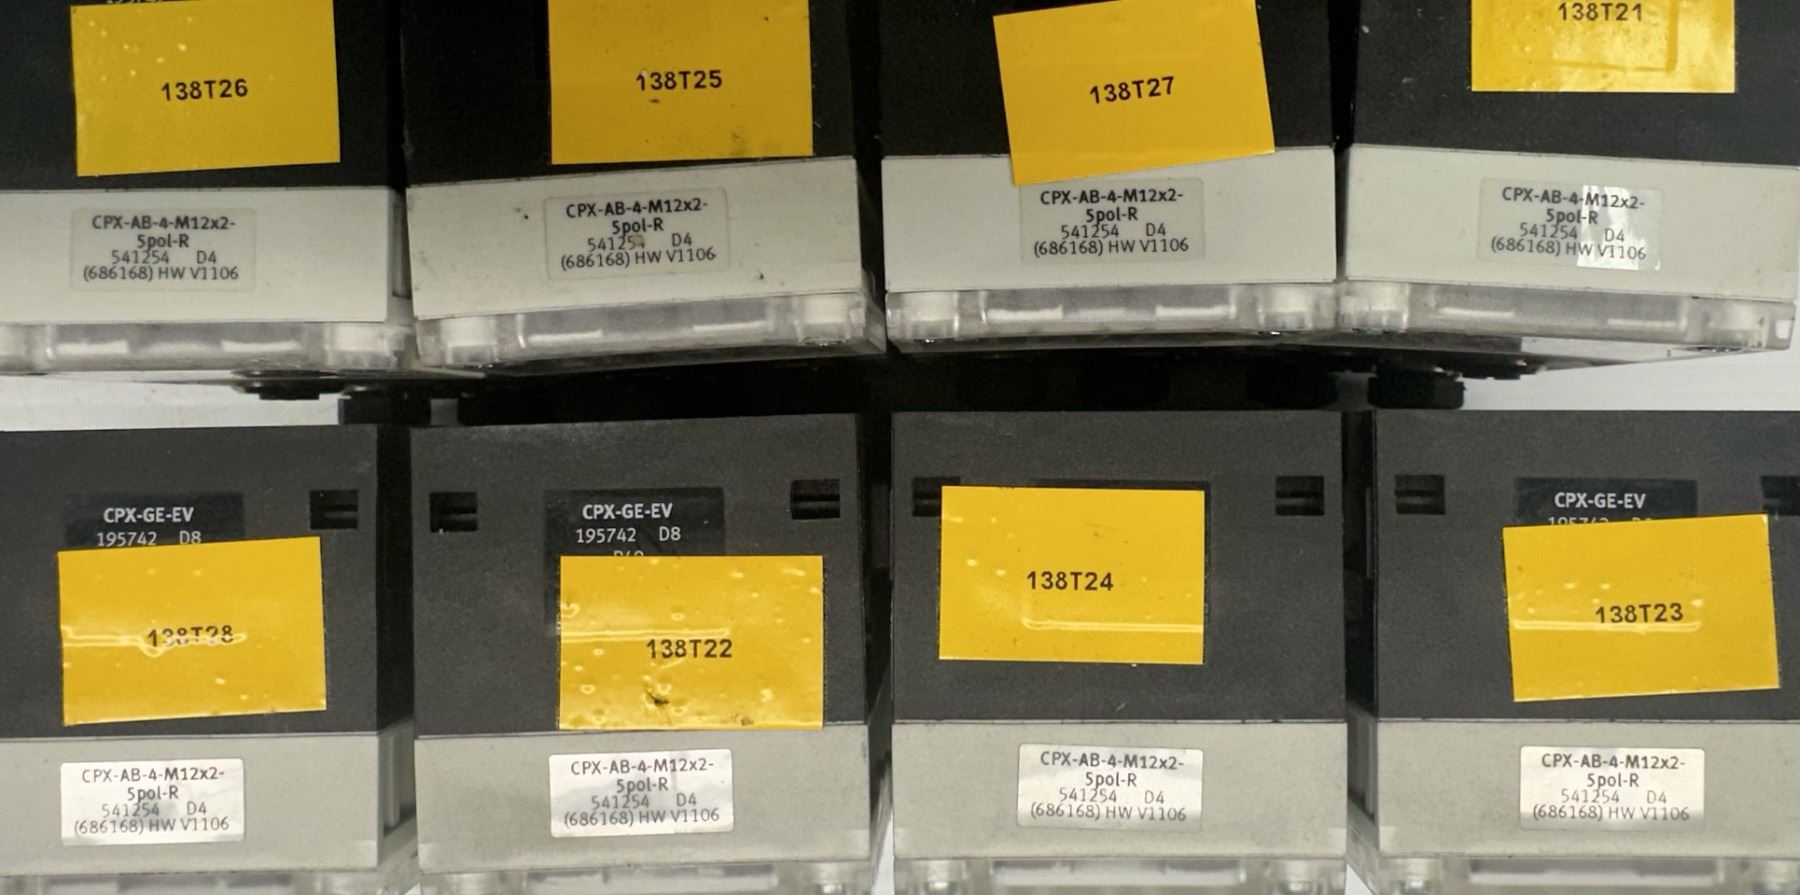 138T26
CPX-AB-4-M12x2-
5pol-R
541254 D4
(686168) HW V1106
138T25
CPX-AB-4-M12x2-
5pol-R
541254 D4
(686168) HW V1106
138T27
CPX-AB-4-M12x2-
5pol-R
541254 D4
(686168) HW V1106
138T21
CPX-AB-4-M12x2-
5pol-R
541254 D4
(686168) HW V1106
CPX-GE-EV
195742 D8
138T28
CPX-AB-4-M12x2-
5pol-R
541254 D4
(686168) HW V1106
CPX-GE-EV
195742 D8
138T22
CPX-AB-4-M12x2-
5pol-R
541254 D4
(686168) HW V1106
138T24
CPX-AB-4-M12x2-
5pol-R
541254 D4
(686168) HW V1106
CPX-GE-EV
138T23
CPX-AB-4-M12x2-
5pol-R
541254 D4
(686168) HW V1106